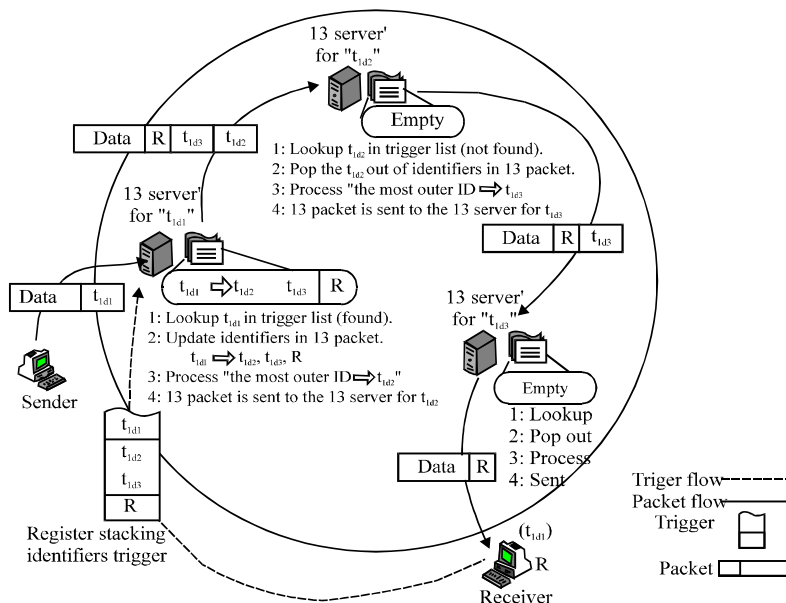 13 server'
for "t1d2"
Empty
1: Lookup t1d2 in trigger list (not found).
2: Pop the t1d2 out of identifiers in 13 packet.
3: Process "the most outer ID ⇨ t1d3
4: 13 packet is sent to the 13 server for t1d3
Data R t1d3 t1d2
13 server'
for "t1d1"
t1d1 ⇨ t1d2 t1d3 R
1: Lookup t1d1 in trigger list (found).
2: Update identifiers in 13 packet.
t1d1 ⇨ t1d2, t1d3, R
3: Process "the most outer ID ⇨ t1d2"
4: 13 packet is sent to the 13 server for t1d2
Data t1d1
Sender
t1d1
t1d2
t1d3
R
Register stacking
identifiers trigger
Data R t1d3
13 server'
for "t1d3"
Empty
1: Lookup
2: Pop out
3: Process
4: Sent
Data R
(t1d1)
R
Receiver
Triger flow
Packet flow
Trigger
Packet